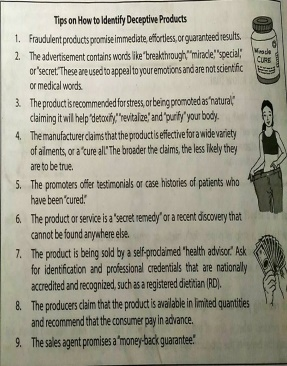 Tips on How to Identify Deceptive Products
1. Fraudulent products promise immediate, effortless, or guaranteed results.
2. The advertisement contains words like "breakthrough," "miracle," "special,"
or "secret." These are used to appeal to your emotions and are not scientific
or medical words.
3. The product is recommended for stress, or being promoted as "natural,"
claiming it will help "detoxify," "revitalize," and "purify" your body.
4. The manufacturer claims that the product is effective for a wide variety
of ailments, or a "cure all." The broader the claims, the less likely they
are to be true.
5. The promoters offer testimonials or case histories of patients who
have been "cured."
6. The product or service is a "secret remedy" or a recent discovery that
cannot be found anywhere else.
7. The product is being sold by a self-proclaimed "health advisor." Ask
for identification and professional credentials that are nationally
accredited and recognized, such as a registered dietitian (RD).
8. The producers claim that the product is available in limited quantities
and recommend that the consumer pay in advance.
9. The sales agent promises a "money-back guarantee."
Miracle
CURE